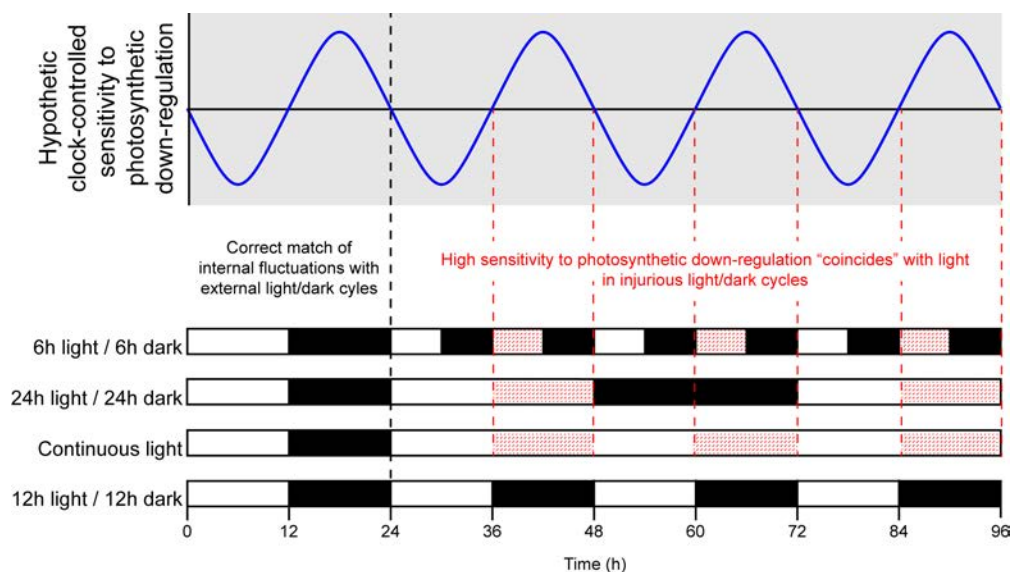 Hypothetic
clock-controlled
sensitivity to
photosynthetic
down-regulation
Correct match of
internal fluctuations with
external light/dark cyles
High sensitivity to photosynthetic down-regulation “coincides” with light
in injurious light/dark cycles
6h light / 6h dark
24h light / 24h dark
Continuous light
12h light / 12h dark
0 12 24 36 48 60 72 84 96
Time (h)